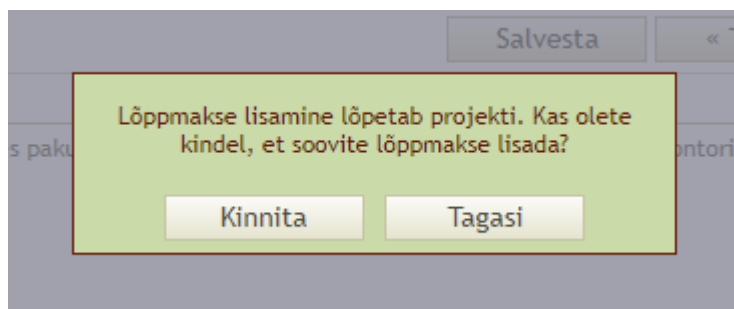 Salvesta
«
Lõppmakse lisamine lõpetab projekti. Kas olete
kindel, et soovite lõppmakse lisada?
Kinnita
Tagasi